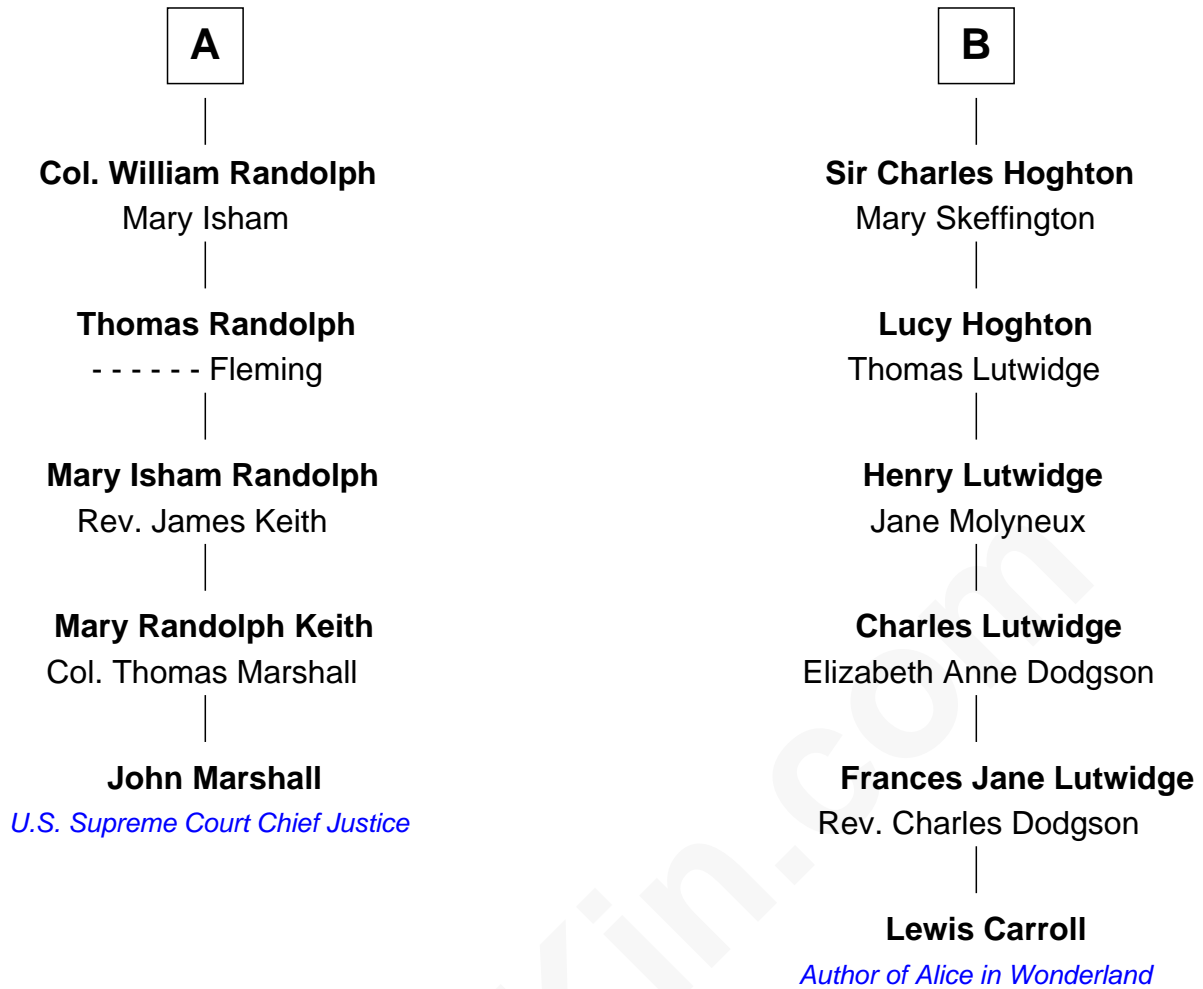 A
Col. William Randolph
Mary Isham
Thomas Randolph
- - - - - - Fleming
Mary Isham Randolph
Rev. James Keith
Mary Randolph Keith
Col. Thomas Marshall
John Marshall
U.S. Supreme Court Chief Justice
B
Sir Charles Hoghton
Mary Skeffington
Lucy Hoghton
Thomas Lutwidge
Henry Lutwidge
Jane Molyneux
Charles Lutwidge
Elizabeth Anne Dodgson
Frances Jane Lutwidge
Rev. Charles Dodgson
Lewis Carroll
Author of Alice in Wonderland
Kin.com